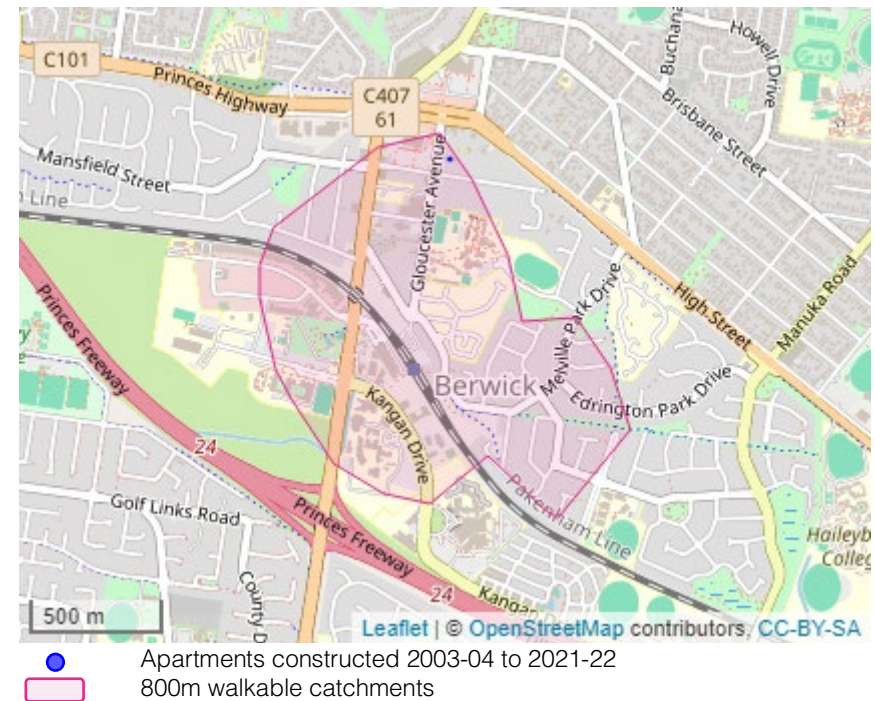 Buchana
Howell Drive
C101
Princes Highway
C407
61
Brisbane Street
Mansfield Street
Gloucester Avenue
Line
Manuka Road
Princes Freeway
High Street
Melville Park Drive
Berwick
Edrington Park Drive
Kangan Drive
24
Pakenham Line
Golf Links Road
Princes Freeway
Haileyb
Colleg
County D
24
Kangan
500 m
Leaflet | © OpenStreetMap contributors, CC-BY-SA
Apartments constructed 2003-04 to 2021-22
800m walkable catchments